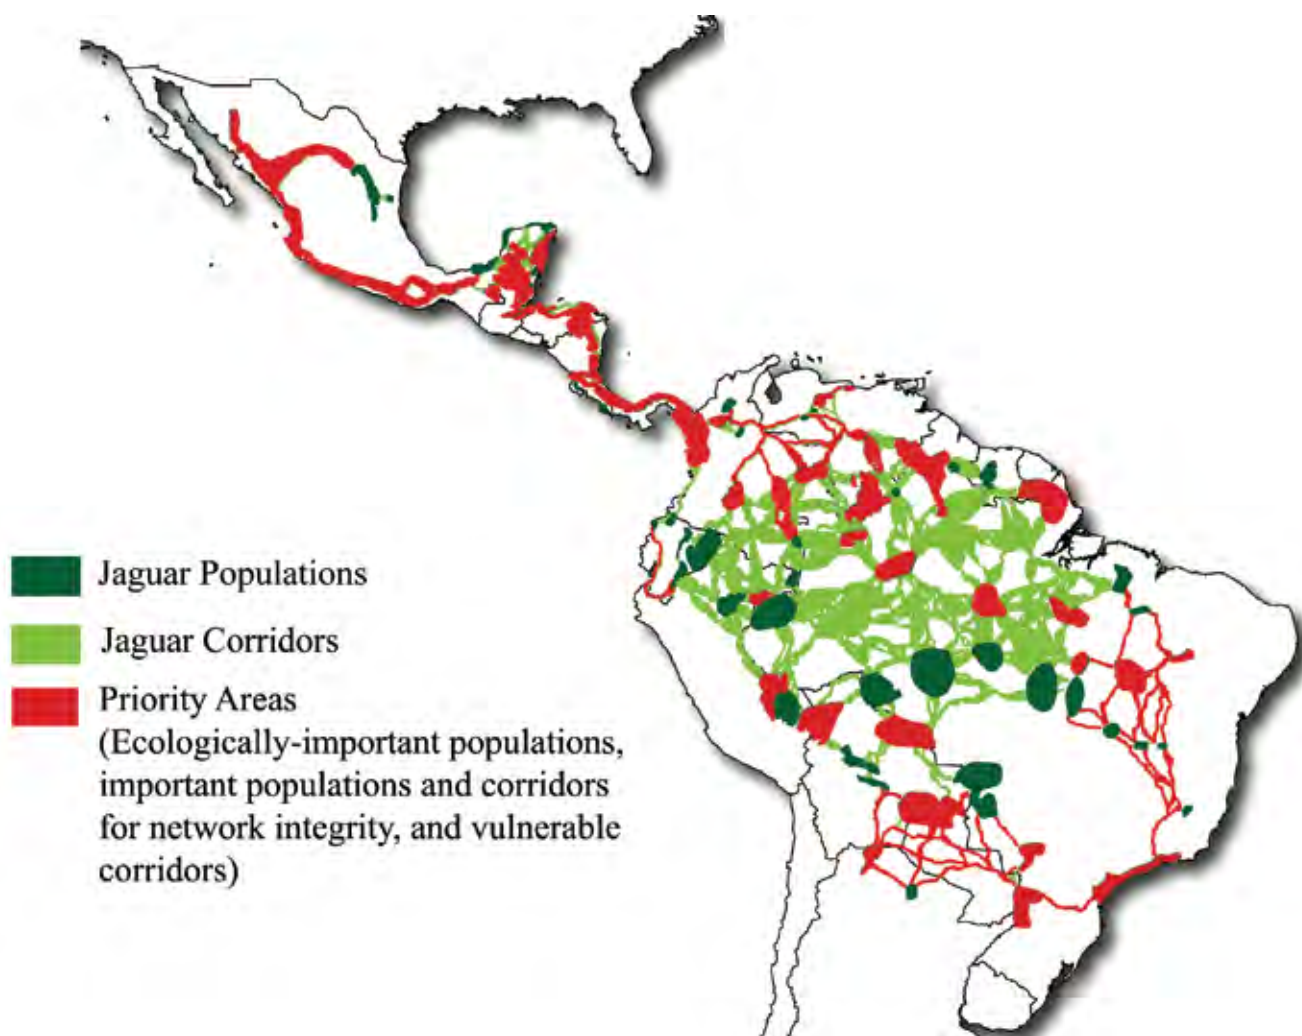 Jaguar Populations
Jaguar Corridors
Priority Areas
(Ecologically-important populations,
important populations and corridors
for network integrity, and vulnerable
corridors)